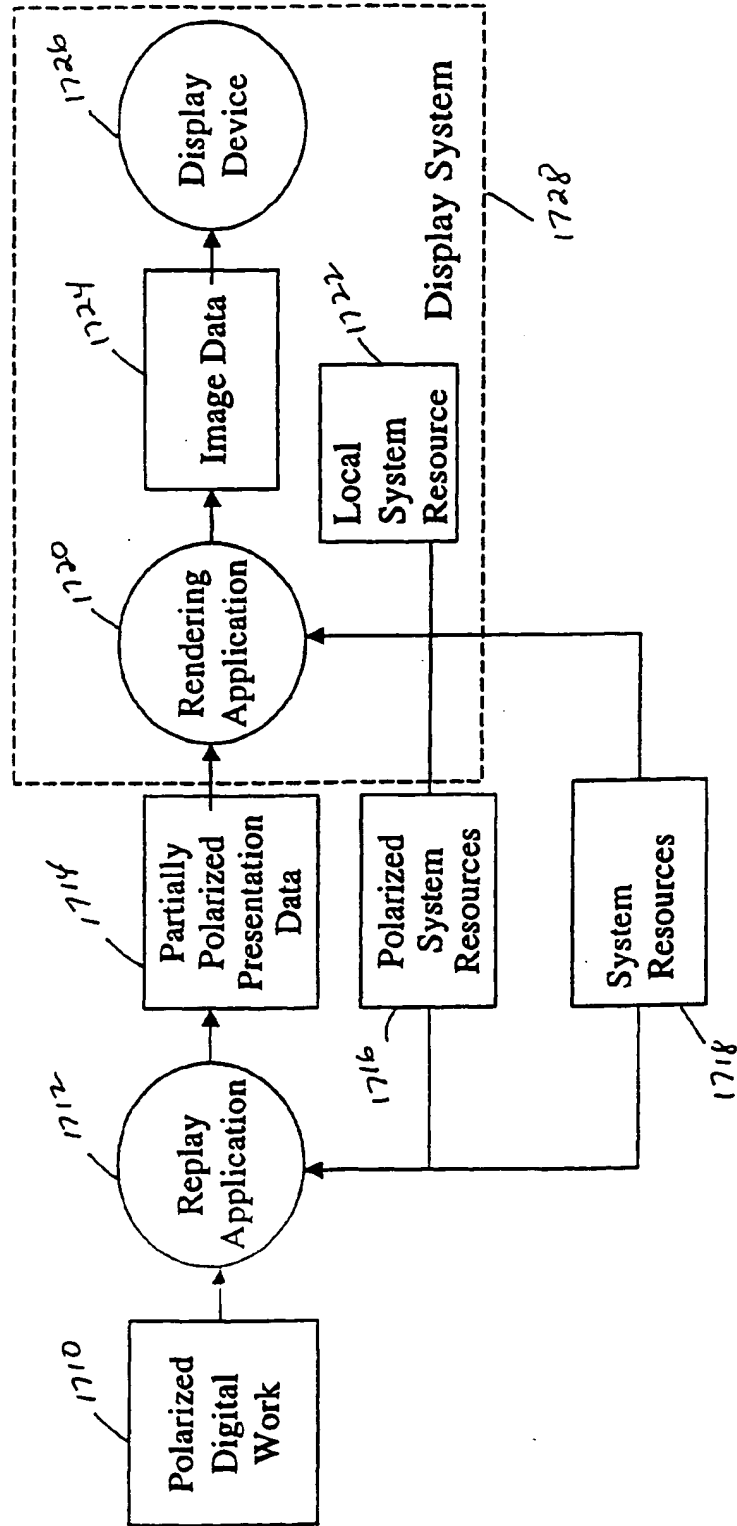 1710
Polarized
Digital
Work
1712
Replay
Application
1714
Partially
Polarized
Presentation
Data
1720
Rendering
Application
1724
Image Data
1726
Display
Device
1716
Polarized
System
Resources
1722
Local
System
Resource
Display System
1728
System
Resources
1718